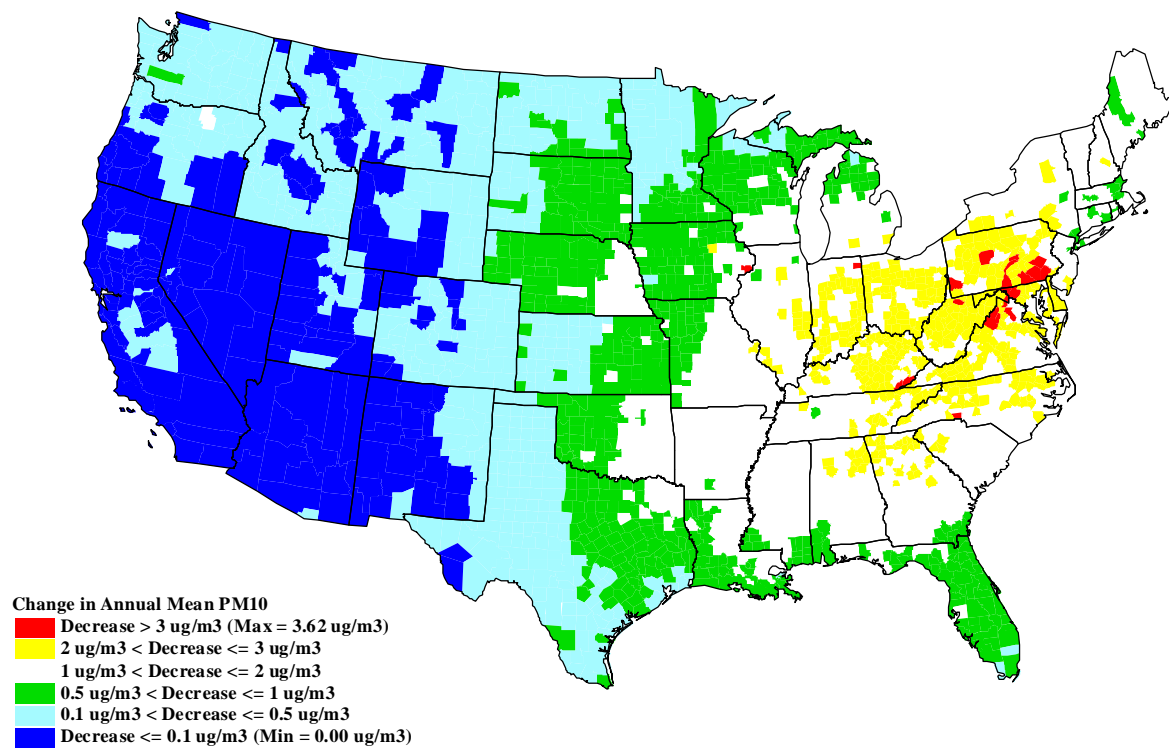 Change in Annual Mean PM10
Decrease > 3 ug/m3 (Max = 3.62 ug/m3)
2 ug/m3 < Decrease <= 3 ug/m3
1 ug/m3 < Decrease <= 2 ug/m3
0.5 ug/m3 < Decrease <= 1 ug/m3
0.1 ug/m3 < Decrease <= 0.5 ug/m3
Decrease <= 0.1 ug/m3 (Min = 0.00 ug/m3)